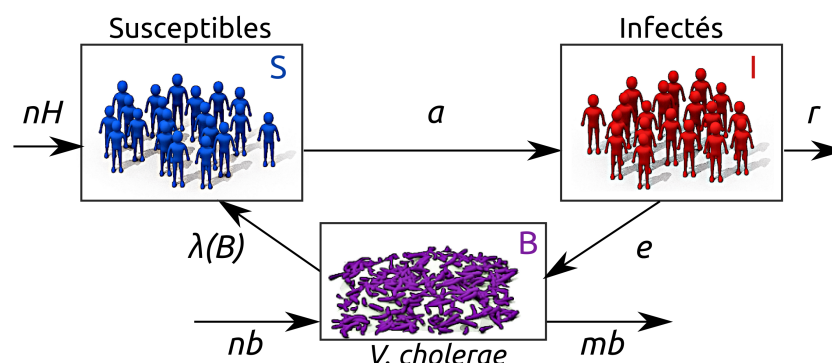 Susceptibles
Infectés
S
I
nH
a
r
λ(B)
B
e
nb
mb
V. cholerae